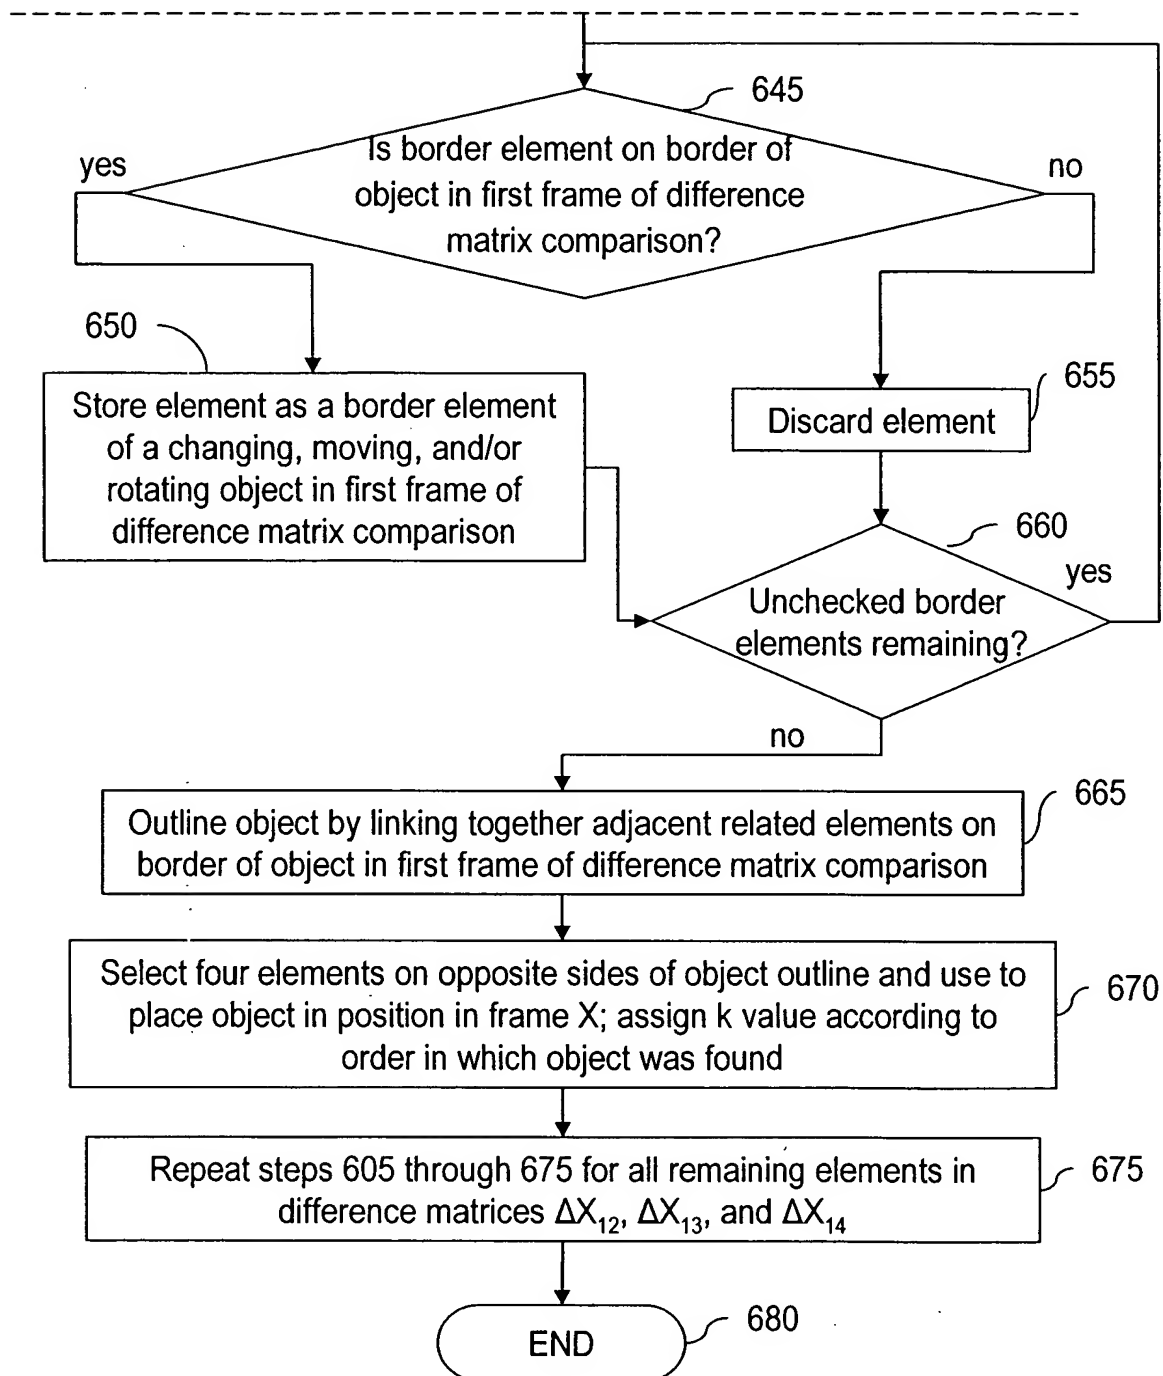 645
Is border element on border of
object in first frame of difference
matrix comparison?
yes
no
650
Store element as a border element
of a changing, moving, and/or
rotating object in first frame of
difference matrix comparison
655
Discard element
660
yes
Unchecked border
elements remaining?
no
665
Outline object by linking together adjacent related elements on
border of object in first frame of difference matrix comparison
670
Select four elements on opposite sides of object outline and use to
place object in position in frame X; assign k value according to
order in which object was found
675
Repeat steps 605 through 675 for all remaining elements in
difference matrices ΔX₁₂, ΔX₁₃, and ΔX₁₄
680
END